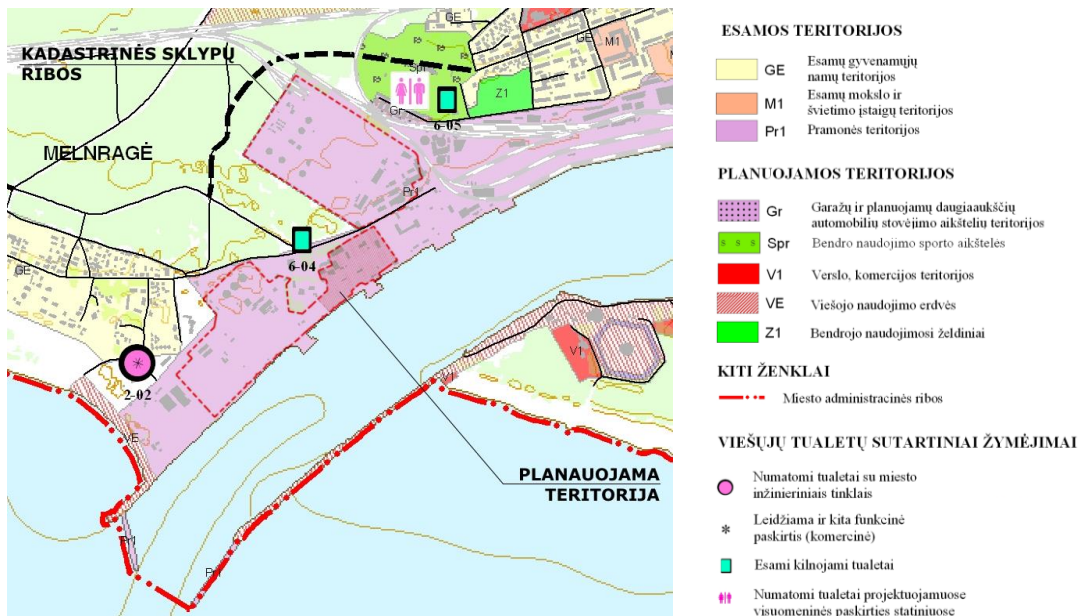 KADASTRINĖS SKLYPŲ
RIBOS
MELNRAGĖ
GE
GE
M1
Spr
Z1
Gr
6-05
Pr1
6-04
GE
2-02
VE
V1
V1
PLANAUOJAMA
TERITORIJA
Pr1
Pr1
ESAMOS TERITORIJOS
GE Esamų gyvenamųjų
namų teritorijos
M1 Esamų mokslo ir
švietimo įstaigų teritorijos
Pr1 Pramonės teritorijos
PLANUOJAMOS TERITORIJOS
Gr Garažų ir planuojamų daugiaaukščių
automobilių stovėjimo aikštelių teritorijos
s s s Spr Bendro naudojimo sporto aikštelės
V1 Verslo, komercijos teritorijos
VE Viešojo naudojimo erdvės
Z1 Bendrojo naudojimosi želdiniai
KITI ŽENKLAI
Miesto administracinės ribos
VIEŠŲJŲ TUALETŲ SUTARTINIAI ŽYMĖJIMAI
Numatomi tualetai su miesto
inžinieriniais tinklais
* Leidžiama ir kita funkcinė
paskirtis (komercinė)
Esami kilnojami tualetai
Numatomi tualetai projektuojamuose
visuomeninės paskirties statiniuose